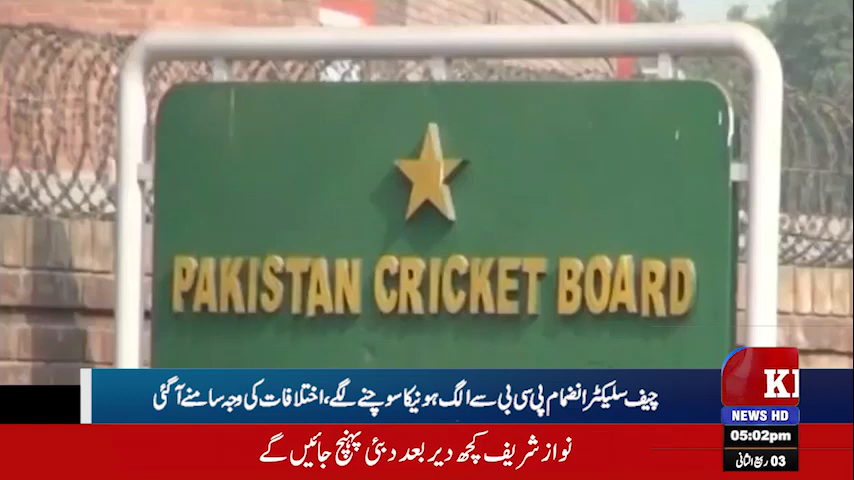 PAKISTAN CRICKET BOARD
چیف سلیکٹر انضمام پی سی بی سے الگ ہونیکا سوچنے لگے، اختلافات کی وجہ سامنے آگئی
نواز شریف کچھ دیر بعد دبئی پہنچ جائیں گے
NEWS HD
05:02pm
03 ربیع الثانی